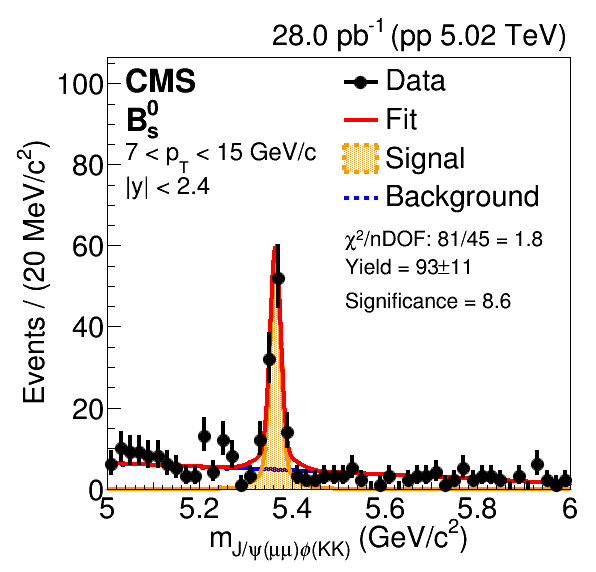 28.0 pb⁻¹ (pp 5.02 TeV)
CMS
B⁰ₛ
7 < p_T < 15 GeV/c
|y| < 2.4
Data
Fit
Signal
Background
χ²/nDOF: 81/45 = 1.8
Yield = 93±11
Significance = 8.6
Events / (20 MeV/c²)
100
80
60
40
20
0
5 5.2 5.4 5.6 5.8 6
m_J/ψ(μμ)ϕ(KK) (GeV/c²)